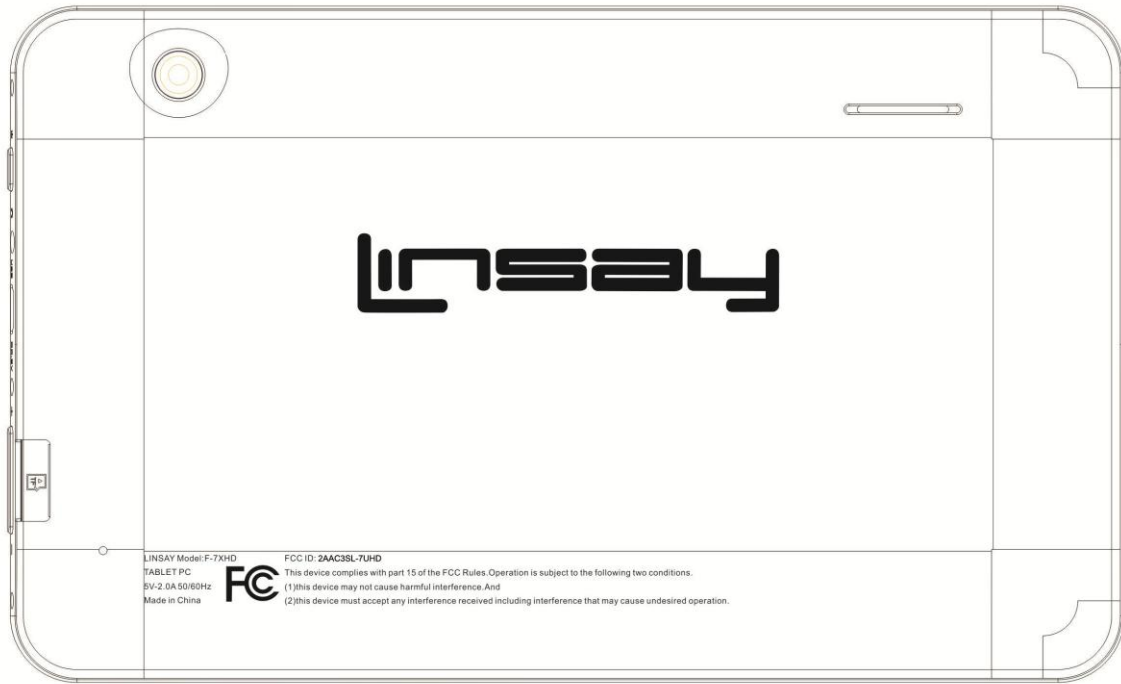 Linsay
TF
LINSAY Model:F-7XHD
TABLET PC
5V-2.0A 50/60Hz
Made in China
FC
FCC ID: 2AAC3SL-7UHD
This device complies with part 15 of the FCC Rules.Operation is subject to the following two conditions.
(1)this device may not cause harmful interference.And
(2)this device must accept any interference received including interference that may cause undesired operation.